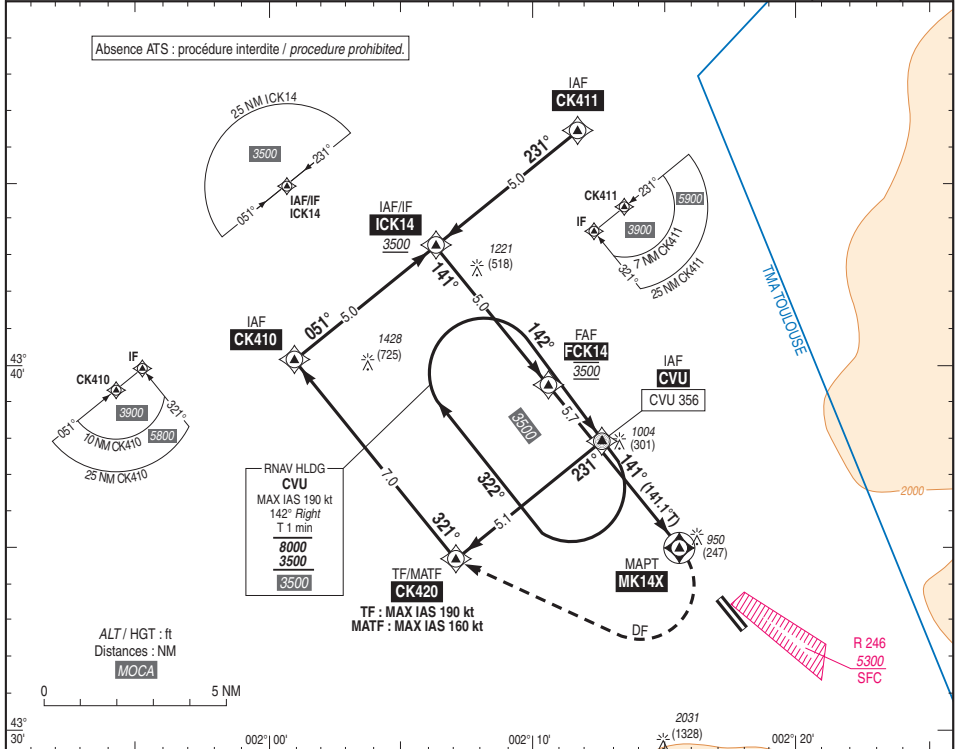 Absence ATS : procédure interdite / procedure prohibited.
25 NM ICK14
3500
231°
051°
IAF/IF
ICK14
IAF
CK411
231°
5.0
IAF/IF
ICK14
3500
1221
(518)
141°
5.0
CK411
231°
5900
IF
3900
7 NM CK411
321°
25 NM CK411
TMA TOULOUSE
IAF
CK410
051°
5.0
1428
(725)
142°
FAF
FCK14
3500
IAF
CVU
CVU 356
43°
40'
IF
CK410
3900
321°
051°
10 NM CK410
5800
25 NM CK410
3500
5.7
1004
(301)
231°
141° (141.1°T)
RNAV HLDG
CVU
MAX IAS 190 kt
142° Right
T 1 min
8000
3500
3500
7.0
322°
5.1
321°
2000
950
(247)
TF/MATF
CK420
TF : MAX IAS 190 kt
MATF : MAX IAS 160 kt
MAPT
MK14X
DF
R 246
5300
SFC
ALT / HGT : ft
Distances : NM
MOCA
0
5 NM
2031
(1328)
43°
30'
002° 00'
002° 10'
002° 20'